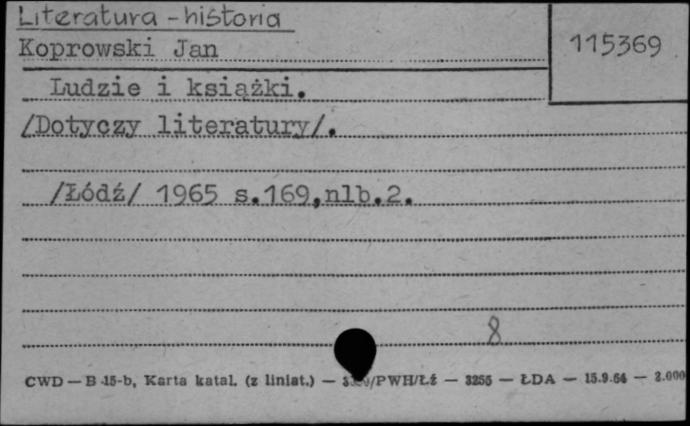 Literatura - historia
Koprowski Jan
115369
Ludzie i książki.
/Dotyczy literatury/.
/Łódź/ 1965 s.169,nlb.2.
8
CWD — B-15-b, Karta katal. (z liniat.) — /PWH/Łź — 3255 — ŁDA — 15.9.64 — 2.000